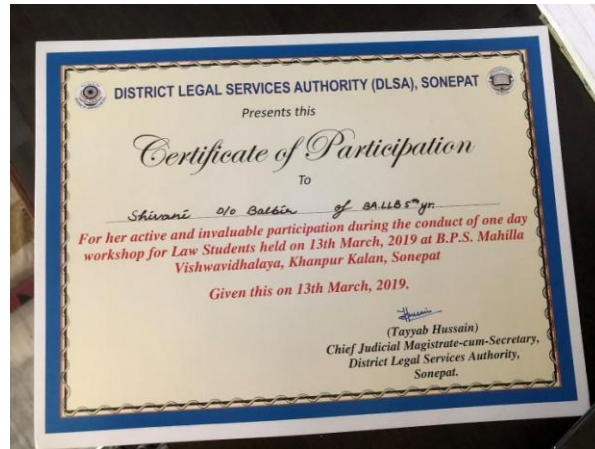 DISTRICT LEGAL SERVICES AUTHORITY (DLSA), SONEPAT
Presents this
Certificate of Participation
To
Shivani D/o Balbir of BA.LLB 5th yr.
For her active and invaluable participation during the conduct of one day
workshop for Law Students held on 13th March, 2019 at B.P.S. Mahilla
Vishwavidhalaya, Khanpur Kalan, Sonepat
Given this on 13th March, 2019.
Hussain
(Tayyab Hussain)
Chief Judicial Magistrate-cum-Secretary,
District Legal Services Authority,
Sonepat.